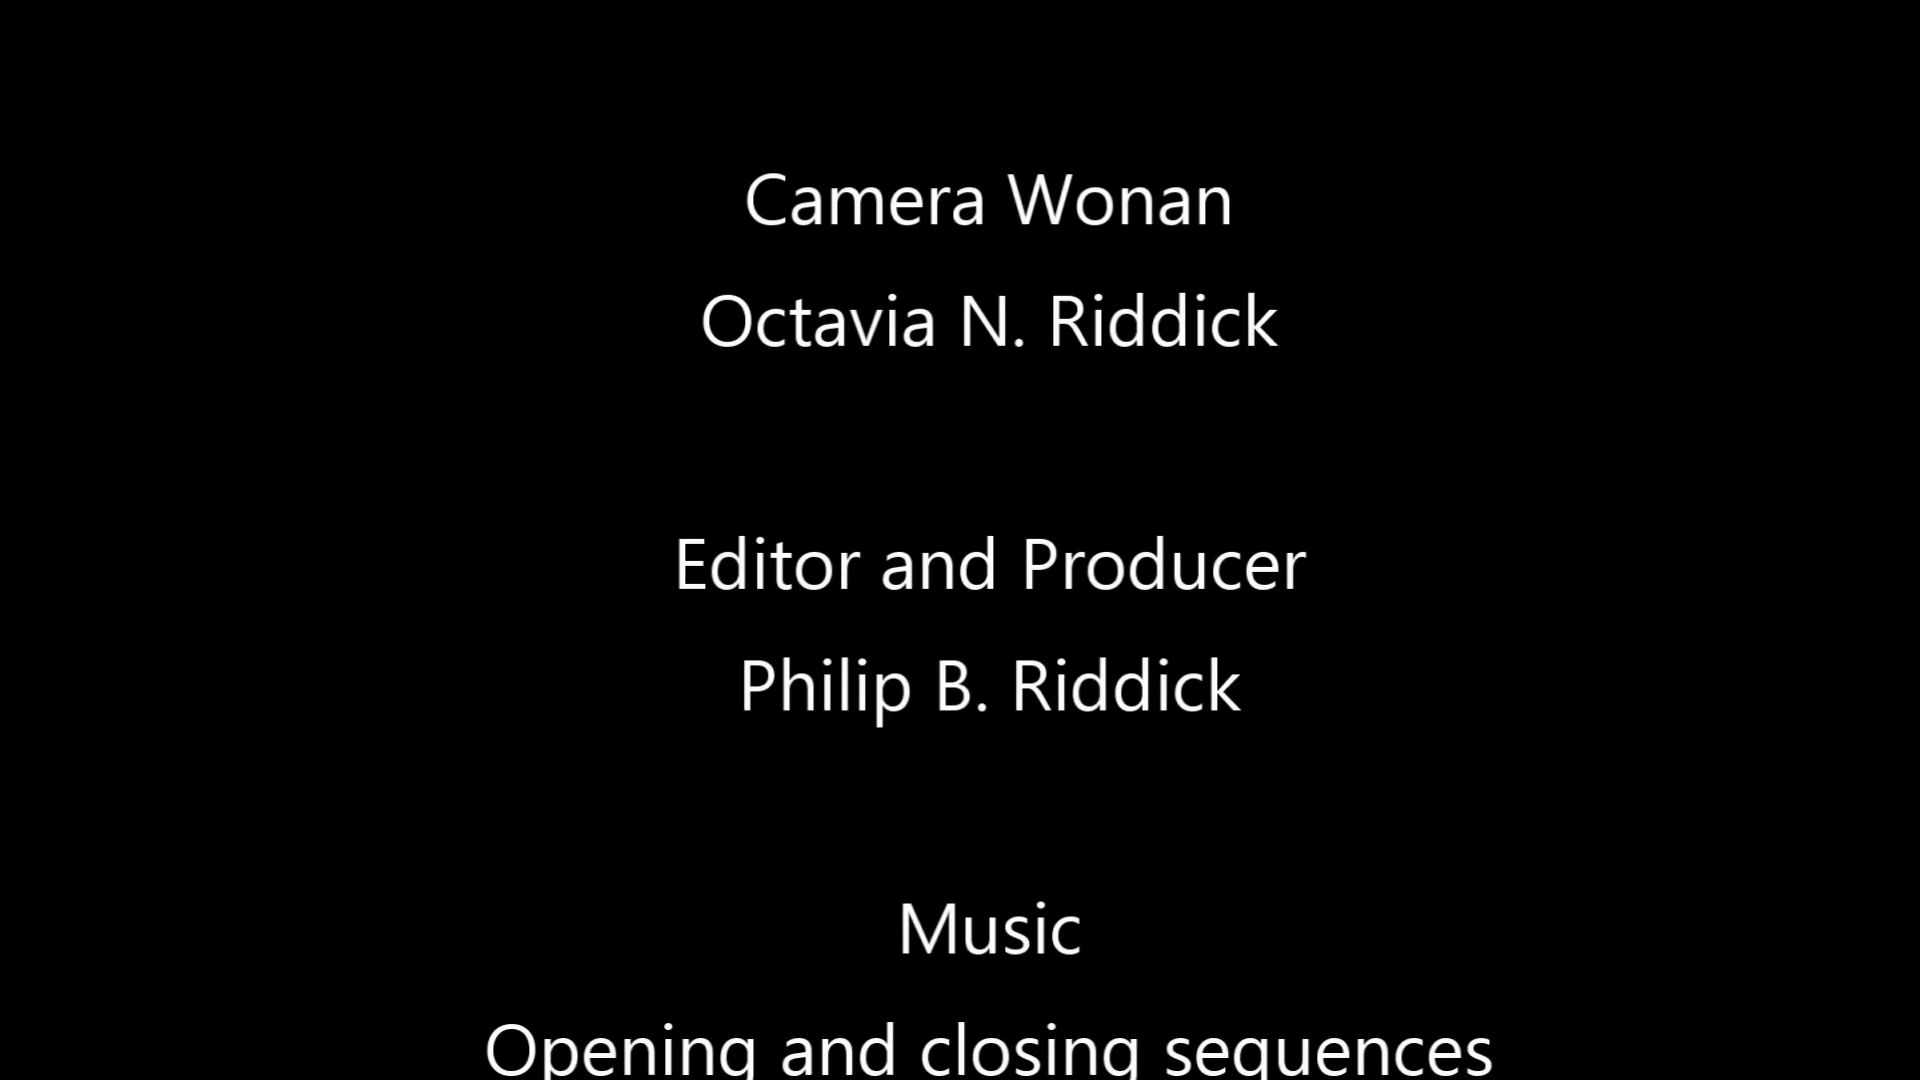 Camera Wonan
Octavia N. Riddick
Editor and Producer
Philip B. Riddick
Music
Opening and closing sequences